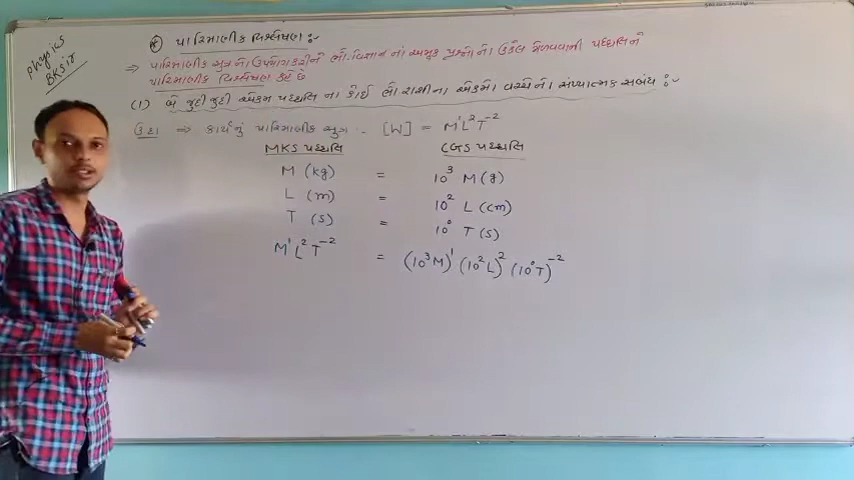 physics
BKsir
* પારિમાણીક વિશ્લેષણ :-
⇒ પારિમાણીક સુત્ર નો ઉપયોગ કરીને ભૌ.વિજ્ઞાન નાં અમૂક પ્રશ્નોનો ઉકેલ મેળવવાની પદ્ધતિને
પારિમાણીક વિશ્લેષણ કહે છે
(1) બે જુદી જુદી એકમ પદ્ધતિ ના કોઈ ભૌ રાશીના એકમો વચ્ચેનો સંખ્યાત્મક સબંધ :-
ઉદા ⇒ કાર્યનું પારિમાણીક સુત્ર :- [W] = M¹L²T⁻²
MKS પદ્ધતિ CGS પદ્ધતિ
M (kg) = 10³ M(g)
L (m) = 10² L (cm)
T (s) = 10⁰ T(s)
M¹L²T⁻² = (10³M)¹ (10²L)² (10⁰T)⁻²